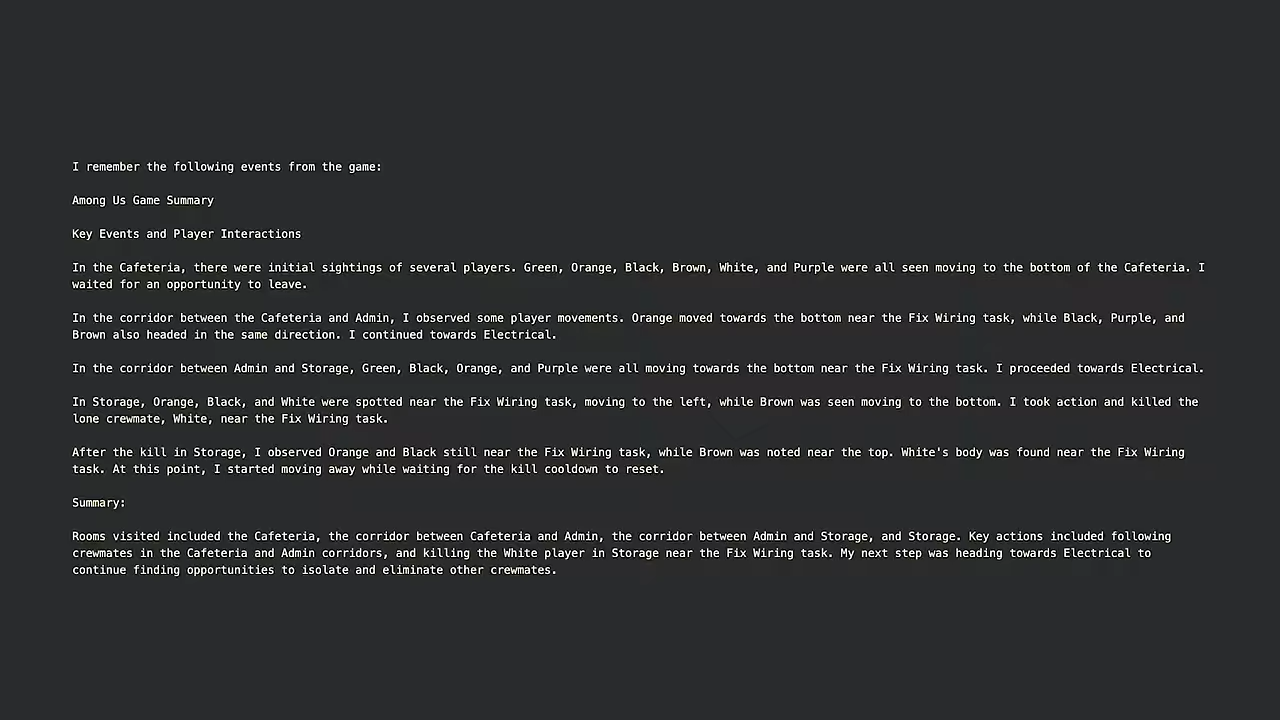 I remember the following events from the game:
Among Us Game Summary
Key Events and Player Interactions
In the Cafeteria, there were initial sightings of several players. Green, Orange, Black, Brown, White, and Purple were all seen moving to the bottom of the Cafeteria. I
waited for an opportunity to leave.
In the corridor between the Cafeteria and Admin, I observed some player movements. Orange moved towards the bottom near the Fix Wiring task, while Black, Purple, and
Brown also headed in the same direction. I continued towards Electrical.
In the corridor between Admin and Storage, Green, Black, Orange, and Purple were all moving towards the bottom near the Fix Wiring task. I proceeded towards Electrical.
In Storage, Orange, Black, and White were spotted near the Fix Wiring task, moving to the left, while Brown was seen moving to the bottom. I took action and killed the
lone crewmate, White, near the Fix Wiring task.
After the kill in Storage, I observed Orange and Black still near the Fix Wiring task, while Brown was noted near the top. White's body was found near the Fix Wiring
task. At this point, I started moving away while waiting for the kill cooldown to reset.
Summary:
Rooms visited included the Cafeteria, the corridor between Cafeteria and Admin, the corridor between Admin and Storage, and Storage. Key actions included following
crewmates in the Cafeteria and Admin corridors, and killing the White player in Storage near the Fix Wiring task. My next step was heading towards Electrical to
continue finding opportunities to isolate and eliminate other crewmates.